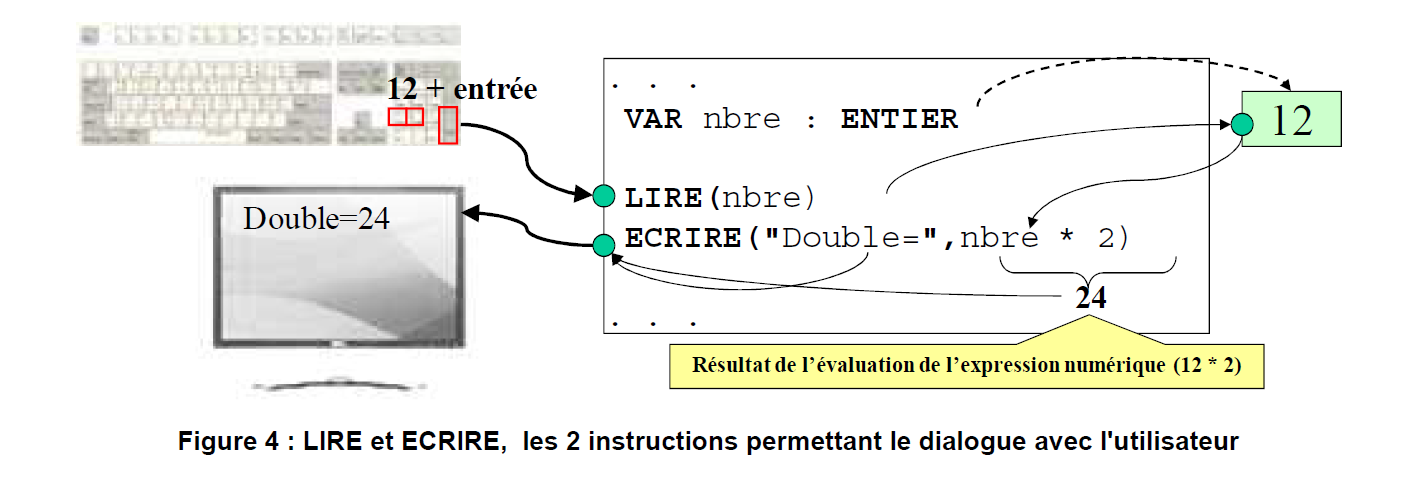 12 + entrée
. . .
VAR nbre : ENTIER
12
LIRE(nbre)
Double=24
ECRIRE("Double=",nbre * 2)
24
. . .
Résultat de l’évaluation de l’expression numérique (12 * 2)
Figure 4 : LIRE et ECRIRE, les 2 instructions permettant le dialogue avec l'utilisateur